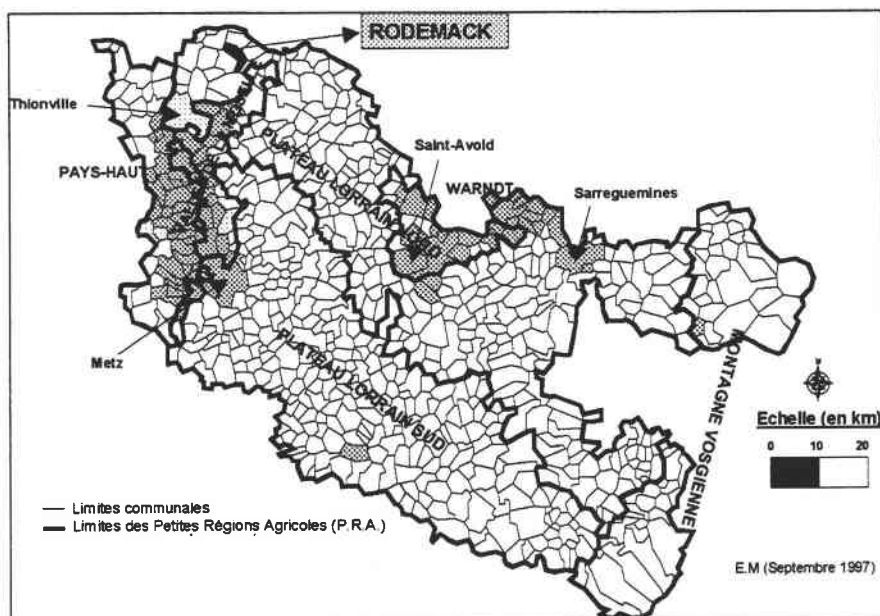 RODEMACK
Thionville
Saint-Avold
PAYS-HAUT
WARNDT
Sarreguemines
PLATEAU LORRAIN
Metz
PLATEAU LORRAIN SUD
MONTAGNE VOSGIENNE
N
Echelle (en km)
0 10 20
Limites communales
Limites des Petites Régions Agricoles (P.R.A.)
E.M (Septembre 1997)